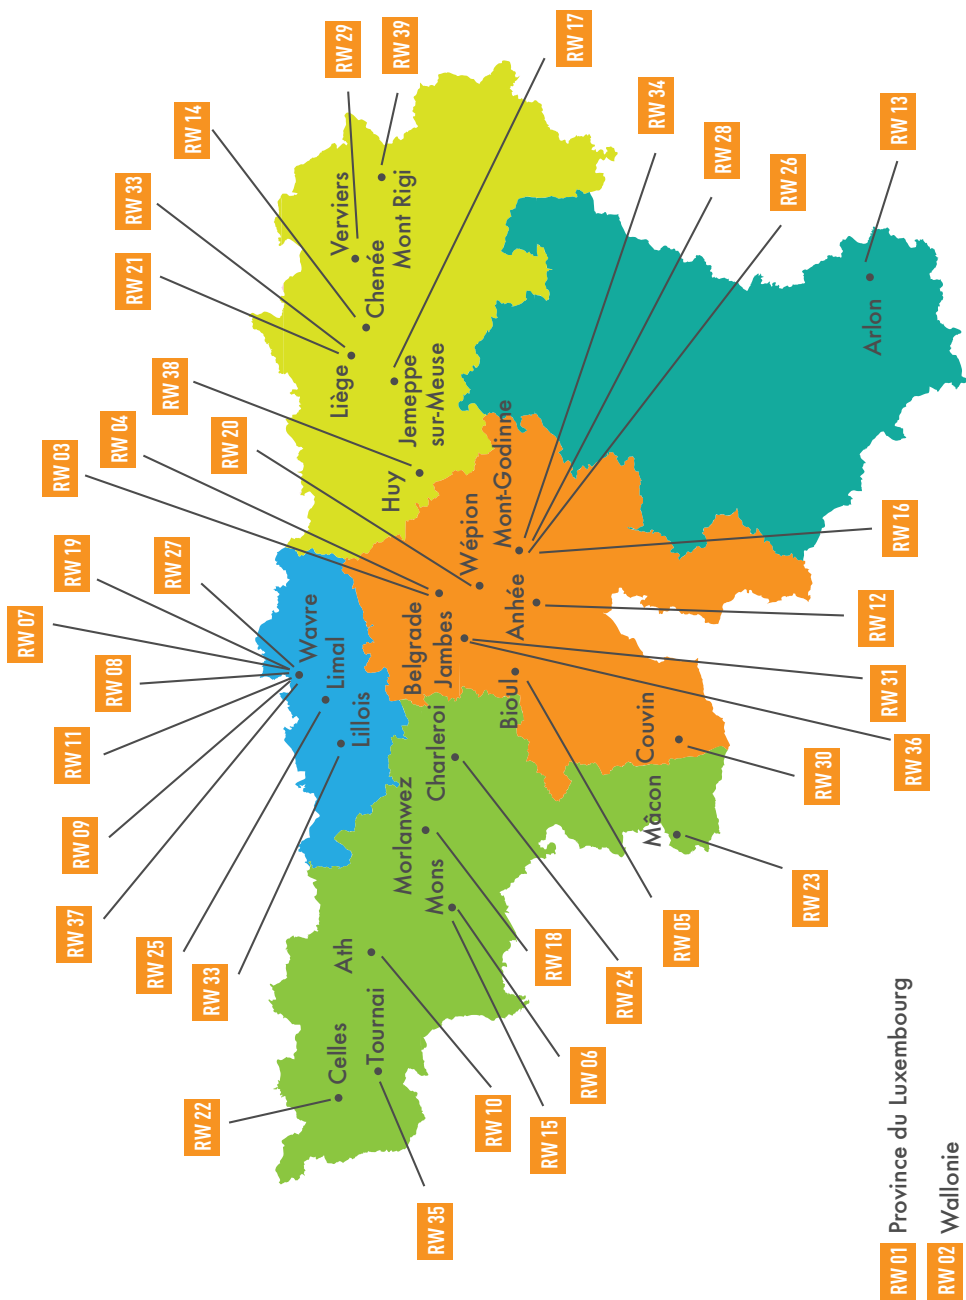 RW 22
RW 35
RW 10
RW 15
RW 06
RW 18
RW 24
RW 05
RW 23
RW 30
RW 36
RW 31
RW 12
RW 16
RW 33
RW 25
RW 37
RW 09
RW 11
RW 08
RW 07
RW 19
RW 27
RW 03
RW 04
RW 20
RW 38
RW 21
RW 33
RW 14
RW 29
RW 39
RW 17
RW 34
RW 28
RW 26
RW 13
Celles
Tournai
Ath
Mons
Morlanwez
Charleroi
Mâcon
Couvin
Lillois
Limal
Wavre
Belgrade
Jambes
Bioul
Anhée
Wépion
Mont-Godinne
Huy
Liège
Jemeppe
sur-Meuse
Chenée
Verviers
Mont Rigi
Arlon
RW 01 Province du Luxembourg
RW 02 Wallonie